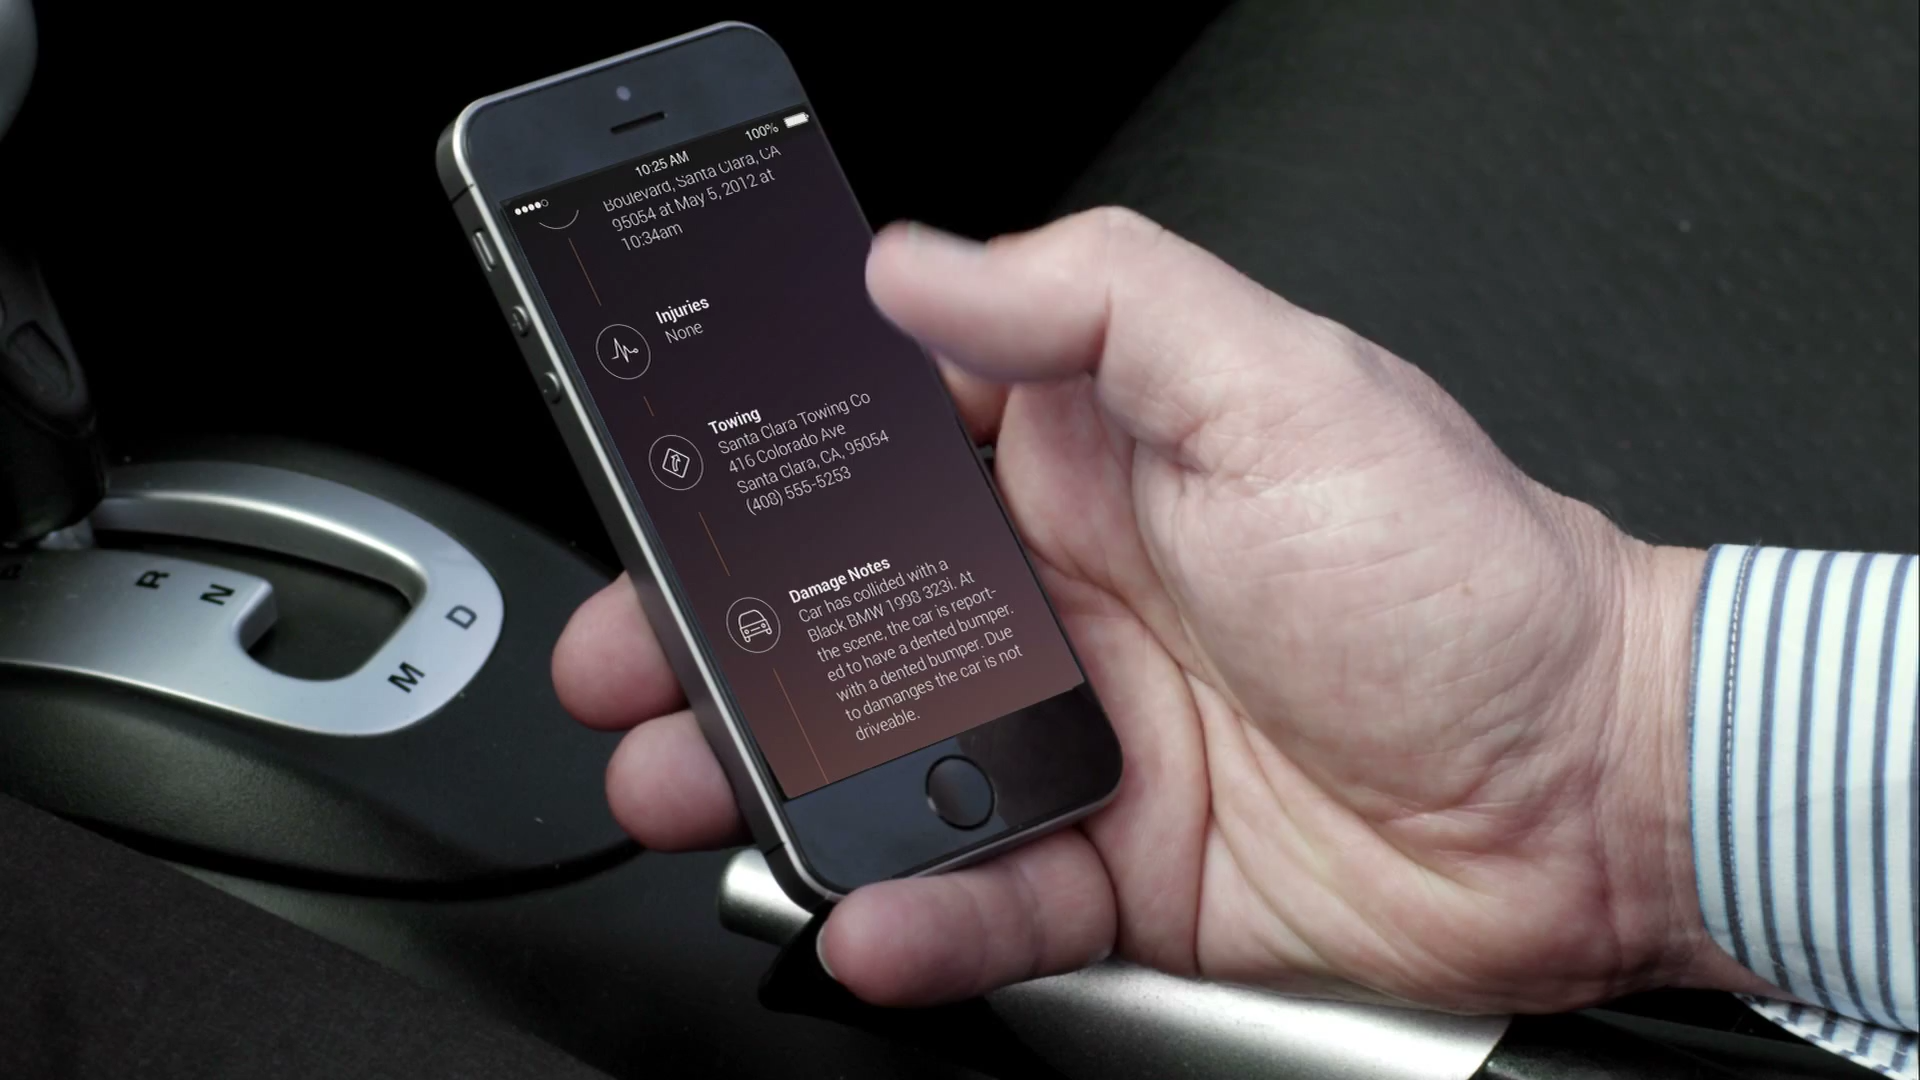 100%
10:25 AM
Boulevard, Santa Clara, CA
95054 at May 5, 2012 at
10:34am
Injuries
None
Towing
Santa Clara Towing Co
416 Colorado Ave
Santa Clara, CA, 95054
(408) 555-5253
Damage Notes
Car has collided with a
Black BMW 1998 323i. At
the scene, the car is report-
ed to have a dented bumper.
with a dented bumper. Due
to damanges the car is not
driveable.
R
N
D
M